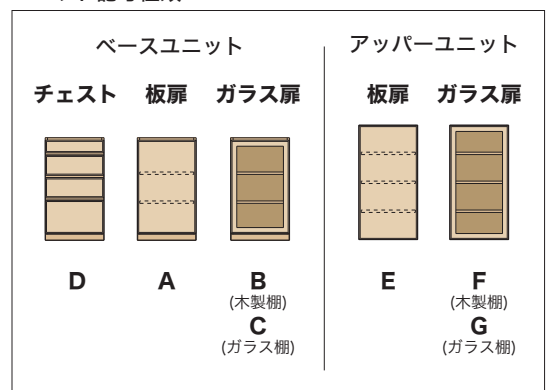 ベースユニット
アッパーユニット
チェスト 板扉 ガラス扉
板扉 ガラス扉
D A B
(木製棚)
C
(ガラス棚)
E F
(木製棚)
G
(ガラス棚)